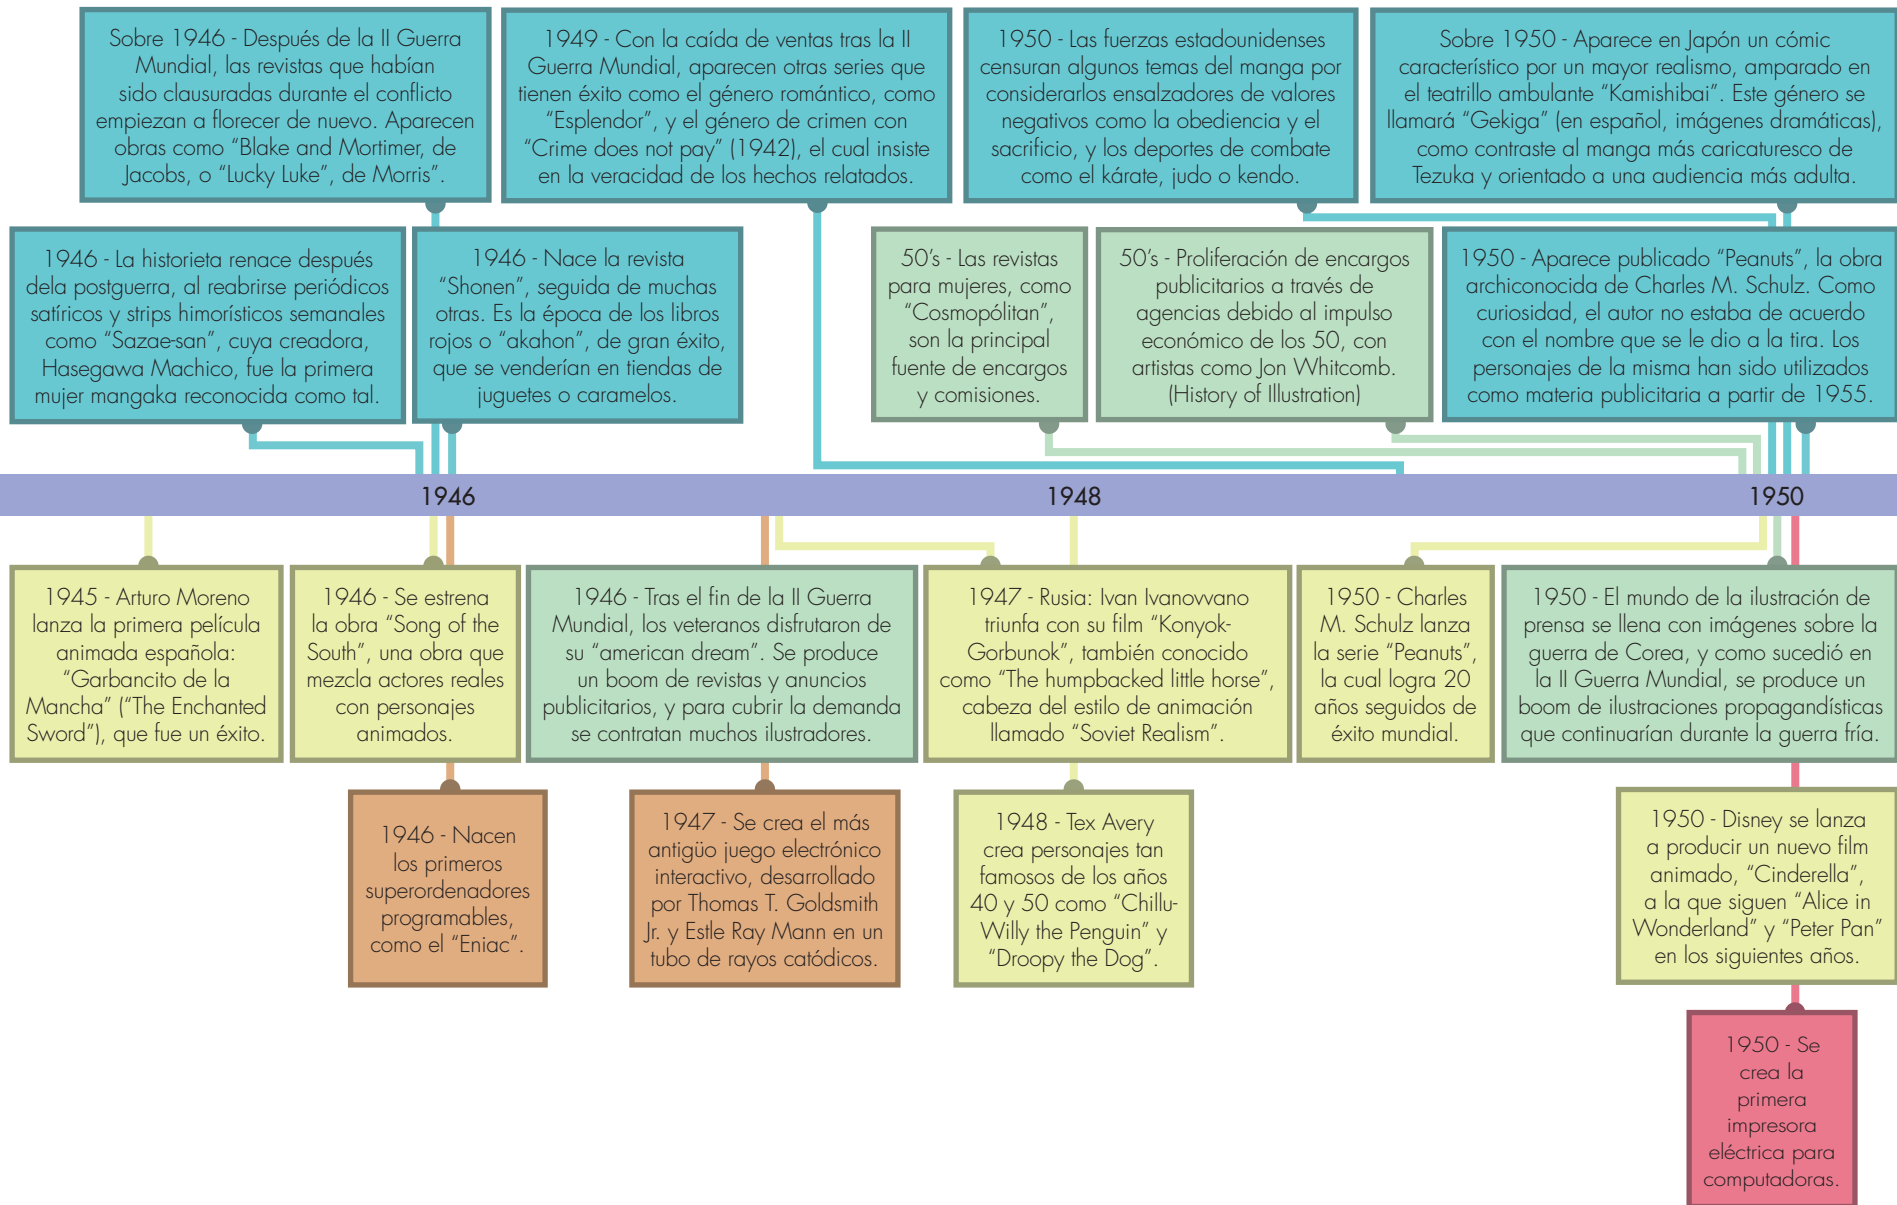 Sobre 1946 - Después de la II Guerra
Mundial, las revistas que habían
sido clausuradas durante el conflicto
empiezan a florecer de nuevo. Aparecen
obras como “Blake and Mortimer, de
Jacobs, o “Lucky Luke”, de Morris”.
1949 - Con la caída de ventas tras la II
Guerra Mundial, aparecen otras series que
tienen éxito como el género romántico, como
“Esplendor”, y el género de crimen con
“Crime does not pay” (1942), el cual insiste
en la veracidad de los hechos relatados.
1950 - Las fuerzas estadounidenses
censuran algunos temas del manga por
considerarlos ensalzadores de valores
negativos como la obediencia y el
sacrificio, y los deportes de combate
como el kárate, judo o kendo.
Sobre 1950 - Aparece en Japón un cómic
característico por un mayor realismo, amparado en
el teatrillo ambulante “Kamishibai”. Este género se
llamará “Gekiga” (en español, imágenes dramáticas),
como contraste al manga más caricaturesco de
Tezuka y orientado a una audiencia más adulta.
1946 - La historieta renace después
dela postguerra, al reabrirse periódicos
satíricos y strips himorísticos semanales
como “Sazae-san”, cuya creadora,
Hasegawa Machico, fue la primera
mujer mangaka reconocida como tal.
1946 - Nace la revista
“Shonen”, seguida de muchas
otras. Es la época de los libros
rojos o “akahon”, de gran éxito,
que se venderían en tiendas de
juguetes o caramelos.
50’s - Las revistas
para mujeres, como
“Cosmopólitan”,
son la principal
fuente de encargos
y comisiones.
50’s - Proliferación de encargos
publicitarios a través de
agencias debido al impulso
económico de los 50, con
artistas como Jon Whitcomb.
(History of Illustration)
1950 - Aparece publicado “Peanuts”, la obra
archiconocida de Charles M. Schulz. Como
curiosidad, el autor no estaba de acuerdo
con el nombre que se le dio a la tira. Los
personajes de la misma han sido utilizados
como materia publicitaria a partir de 1955.
1946
1948
1950
1945 - Arturo Moreno
lanza la primera película
animada española:
“Garbancito de la
Mancha” (“The Enchanted
Sword”), que fue un éxito.
1946 - Se estrena
la obra “Song of the
South”, una obra que
mezcla actores reales
con personajes
animados.
1946 - Tras el fin de la II Guerra
Mundial, los veteranos disfrutaron de
su “american dream”. Se produce
un boom de revistas y anuncios
publicitarios, y para cubrir la demanda
se contratan muchos ilustradores.
1947 - Rusia: Ivan Ivanovvano
triunfa con su film “Konyok-
Gorbunok”, también conocido
como “The humpbacked little horse”,
cabeza del estilo de animación
llamado “Soviet Realism”.
1950 - Charles
M. Schulz lanza
la serie “Peanuts”,
la cual logra 20
años seguidos de
éxito mundial.
1950 - El mundo de la ilustración de
prensa se llena con imágenes sobre la
guerra de Corea, y como sucedió en
la II Guerra Mundial, se produce un
boom de ilustraciones propagandísticas
que continuarían durante la guerra fría.
1946 - Nacen
los primeros
superordenadores
programables,
como el “Eniac”.
1947 - Se crea el más
antigüo juego electrónico
interactivo, desarrollado
por Thomas T. Goldsmith
Jr. y Estle Ray Mann en un
tubo de rayos catódicos.
1948 - Tex Avery
crea personajes tan
famosos de los años
40 y 50 como “Chillu-
Willy the Penguin” y
“Droopy the Dog”.
1950 - Disney se lanza
a producir un nuevo film
animado, “Cinderella”,
a la que siguen “Alice in
Wonderland” y “Peter Pan”
en los siguientes años.
1950 - Se
crea la
primera
impresora
eléctrica para
computadoras.